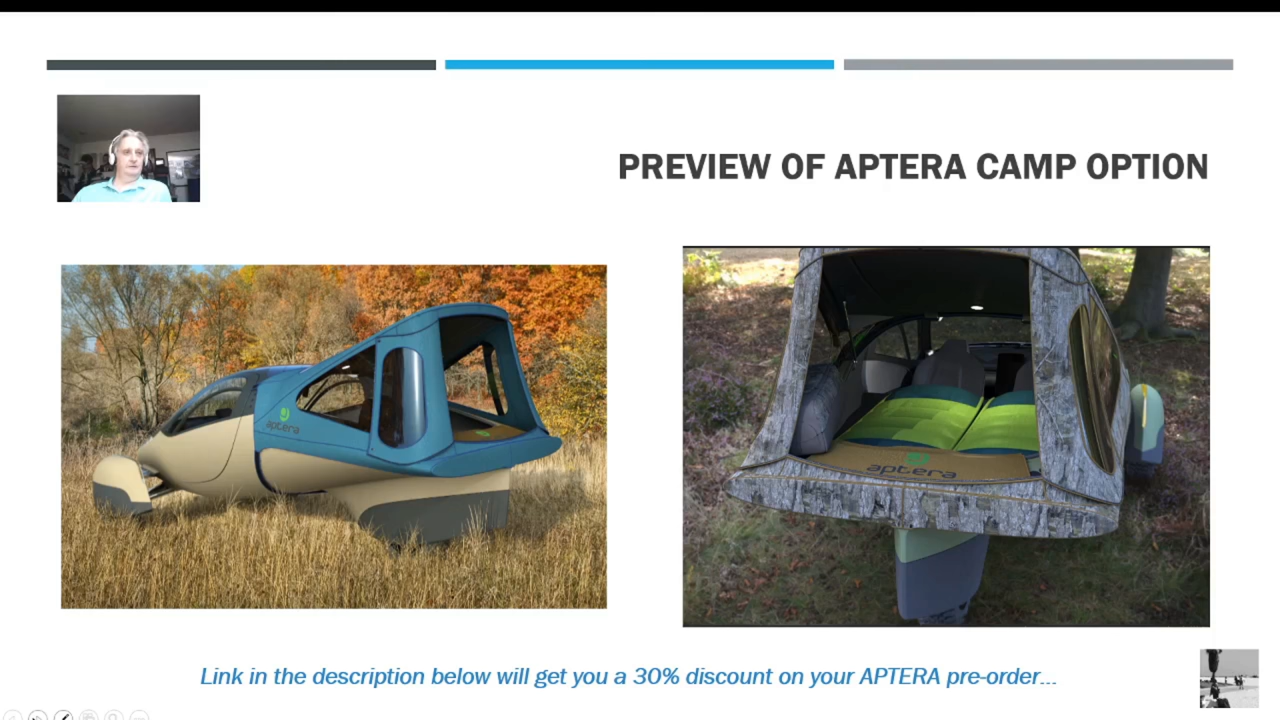 PREVIEW OF APTERA CAMP OPTION
aptera
aptera
Link in the description below will get you a 30% discount on your APTERA pre-order...